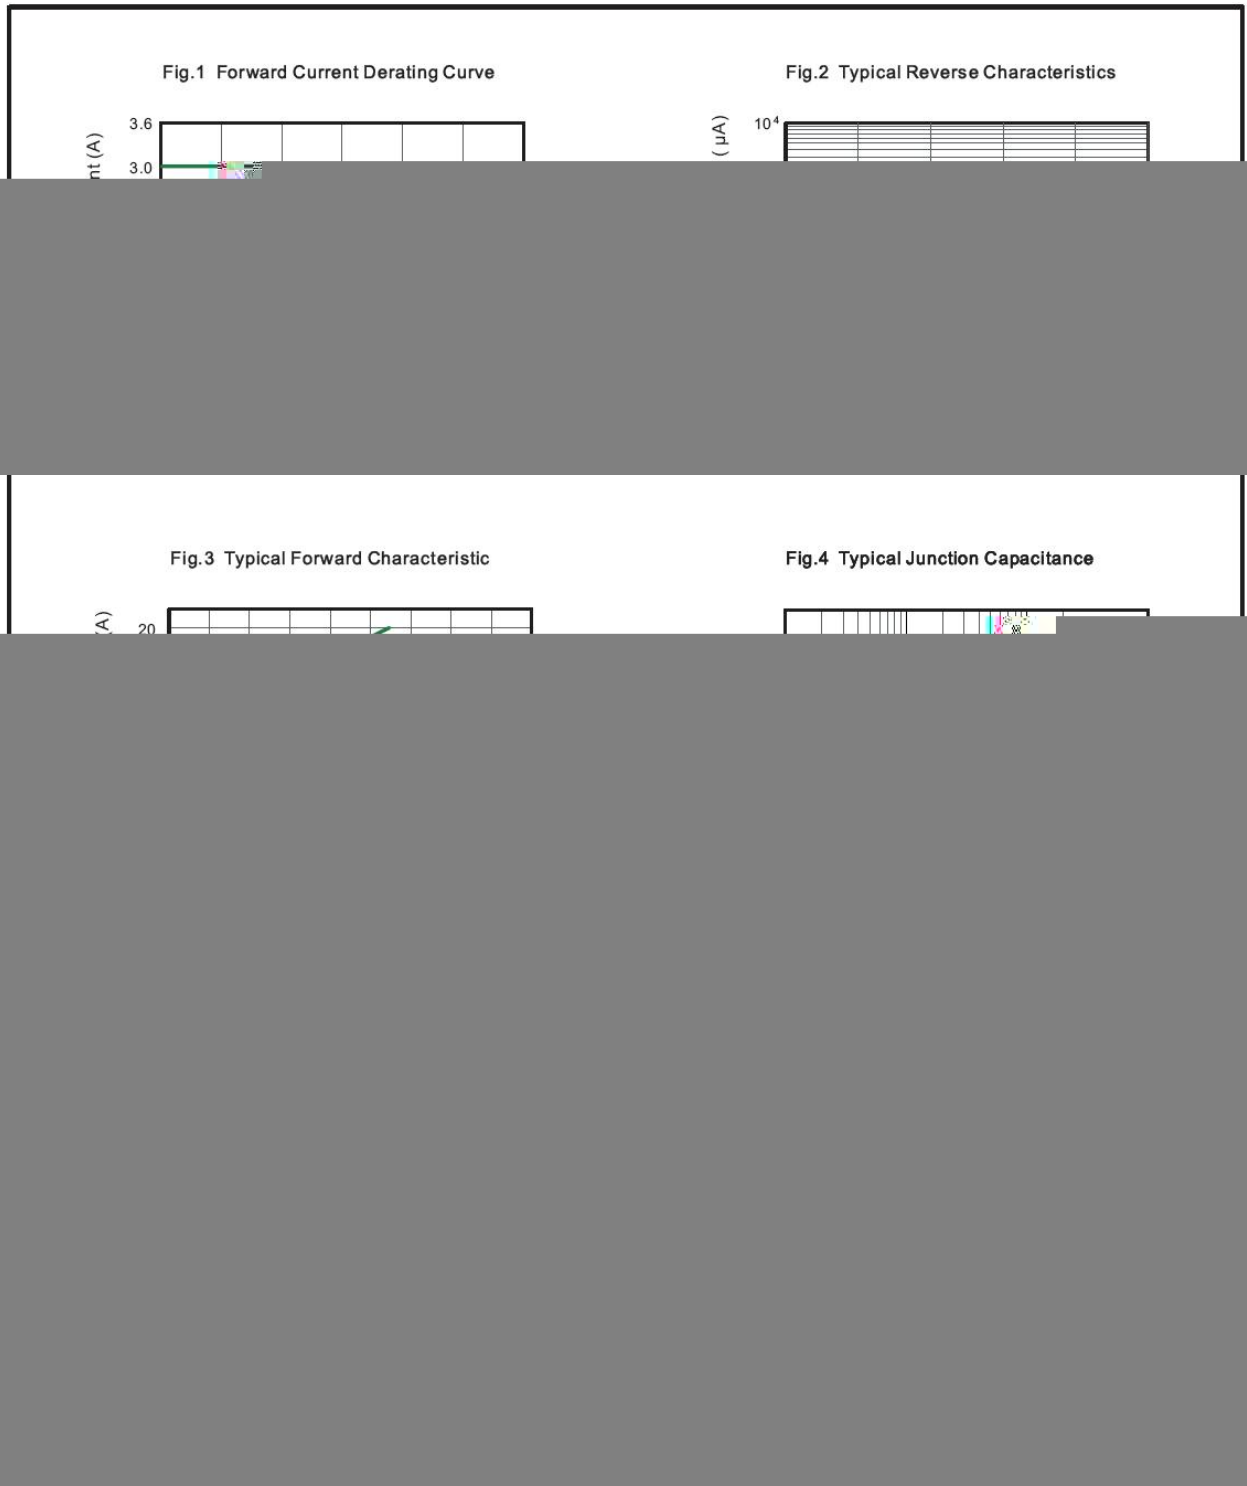 Fig.1 Forward Current Derating Curve
3.6
3.0
nt (A)
Fig.2 Typical Reverse Characteristics
( μA)
10⁴
Fig.3 Typical Forward Characteristic
(A)
20
Fig.4 Typical Junction Capacitance